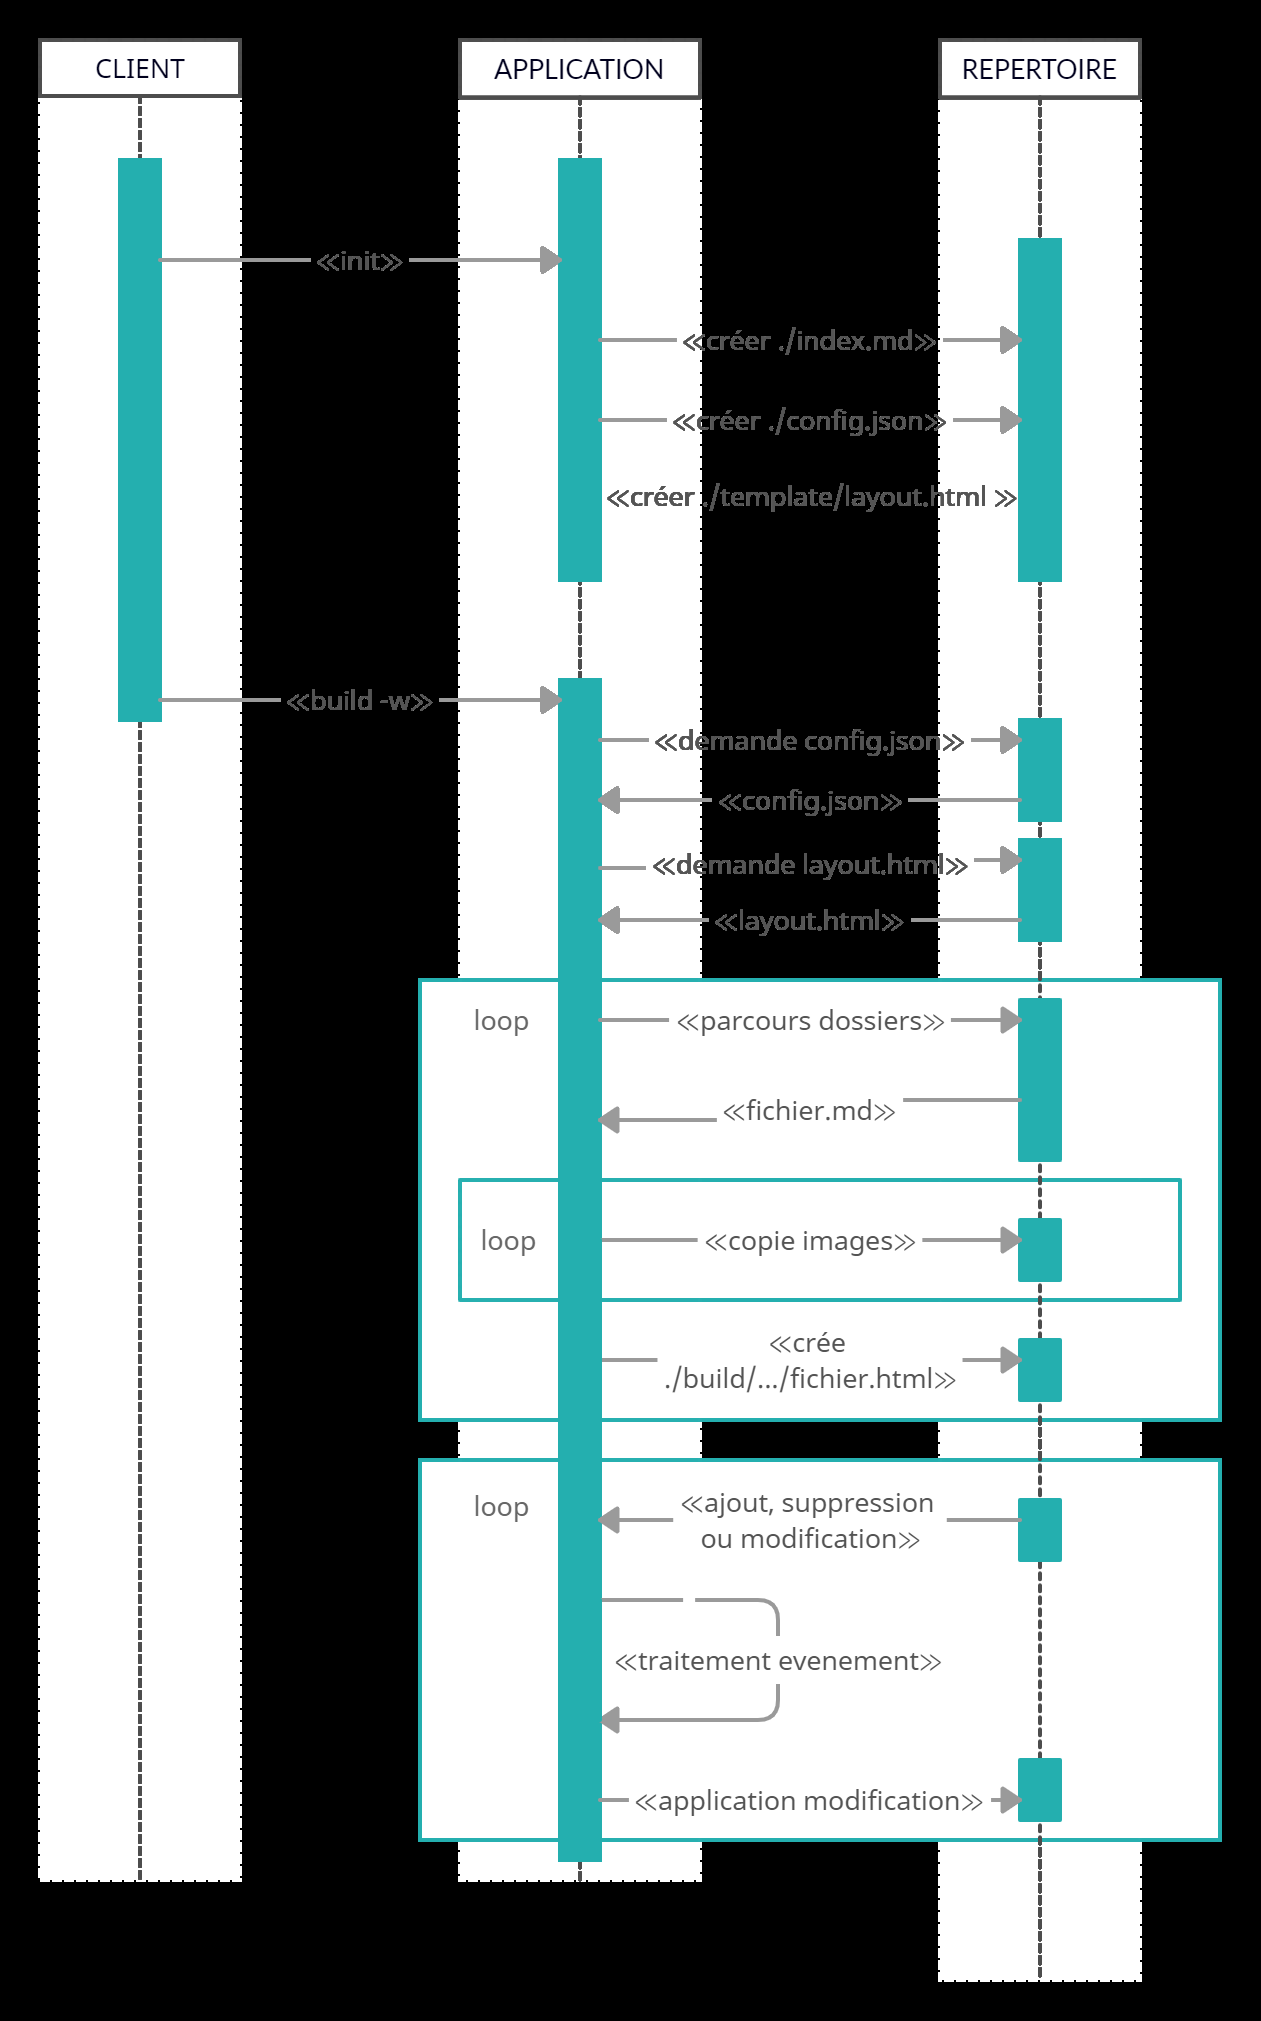 CLIENT
APPLICATION
REPERTOIRE
≪init≫
≪créer ./index.md≫
≪créer ./config.json≫
≪créer ./template/layout.html ≫
≪build -w≫
≪demande config.json≫
≪config.json≫
≪demande layout.html≫
≪layout.html≫
loop
≪parcours dossiers≫
≪fichier.md≫
loop
≪copie images≫
≪crée
./build/.../fichier.html≫
loop
≪ajout, suppression
ou modification≫
≪traitement evenement≫
≪application modification≫